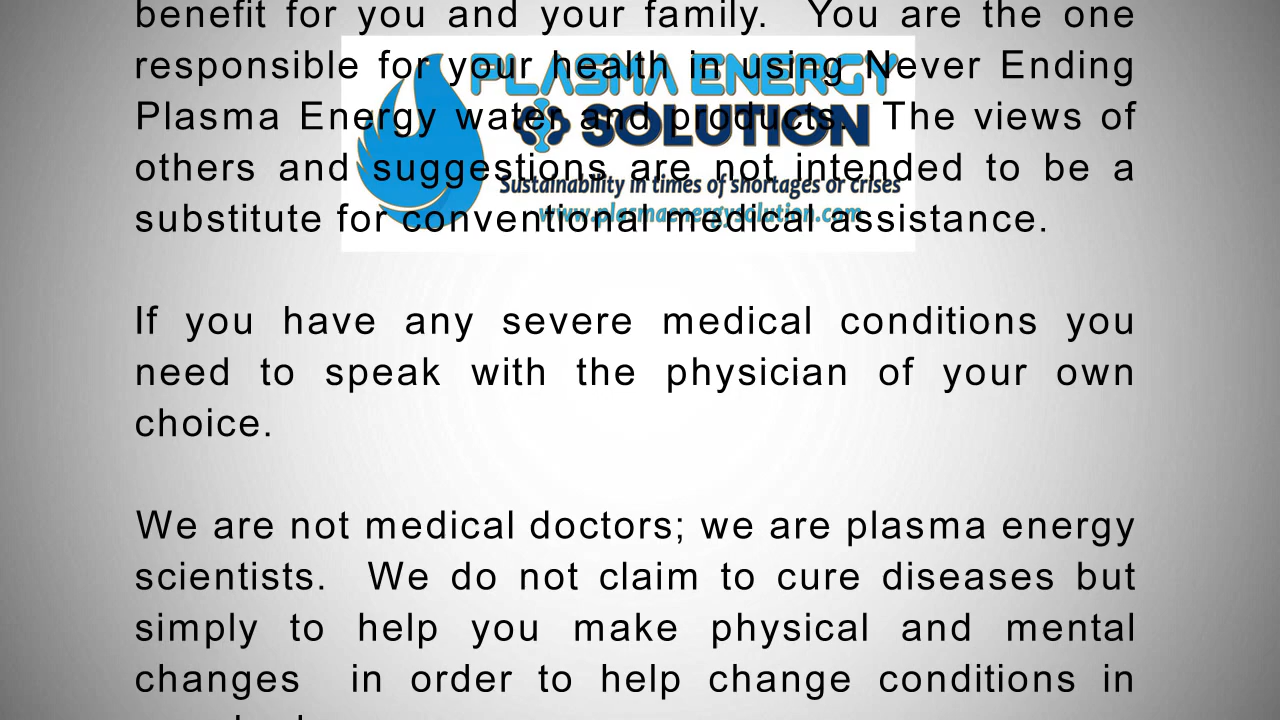 benefit for you and your family. You are the one
PLASMA ENERGY
responsible for your health in using Never Ending
SOLUTION
Plasma Energy water and products. The views of
others and suggestions are not intended to be a
Sustainability in times of shortages or crises
www.plasmaenergysolution.com
substitute for conventional medical assistance.
If you have any severe medical conditions you
need to speak with the physician of your own
choice.
We are not medical doctors; we are plasma energy
scientists. We do not claim to cure diseases but
simply to help you make physical and mental
changes in order to help change conditions in